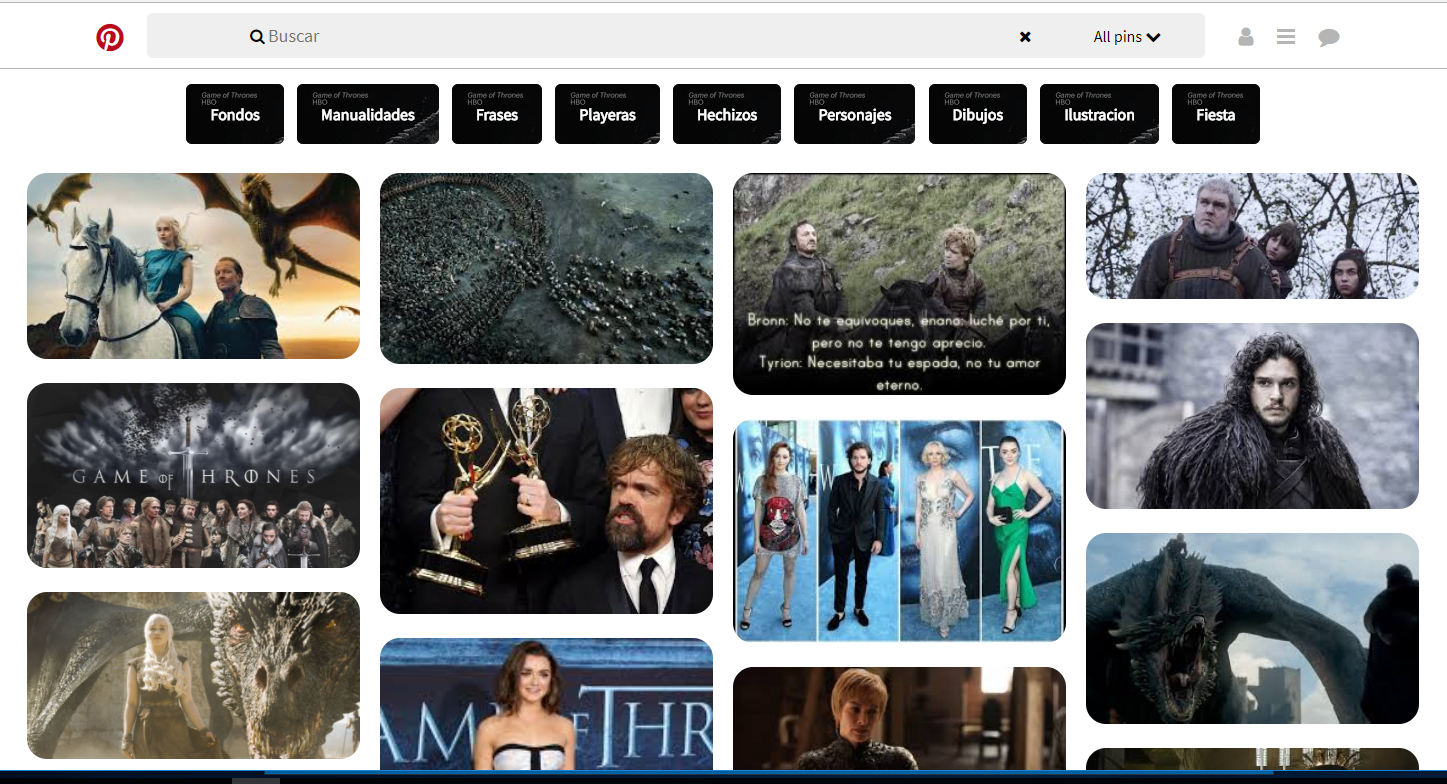 Buscar
All pins
Game of Thrones
HBO
Fondos
Game of Thrones
HBO
Manualidades
Game of Thrones
HBO
Frases
Game of Thrones
HBO
Playeras
Game of Thrones
HBO
Hechizos
Game of Thrones
HBO
Personajes
Game of Thrones
HBO
Dibujos
Game of Thrones
HBO
Ilustracion
Game of Thrones
HBO
Fiesta
Bronn: No te equivoques, enano: luché por ti,
pero no te tengo aprecio.
Tyrion: Necesitaba tu espada, no tu amor
eterno.
GAME OF THRONES
AME OF THR